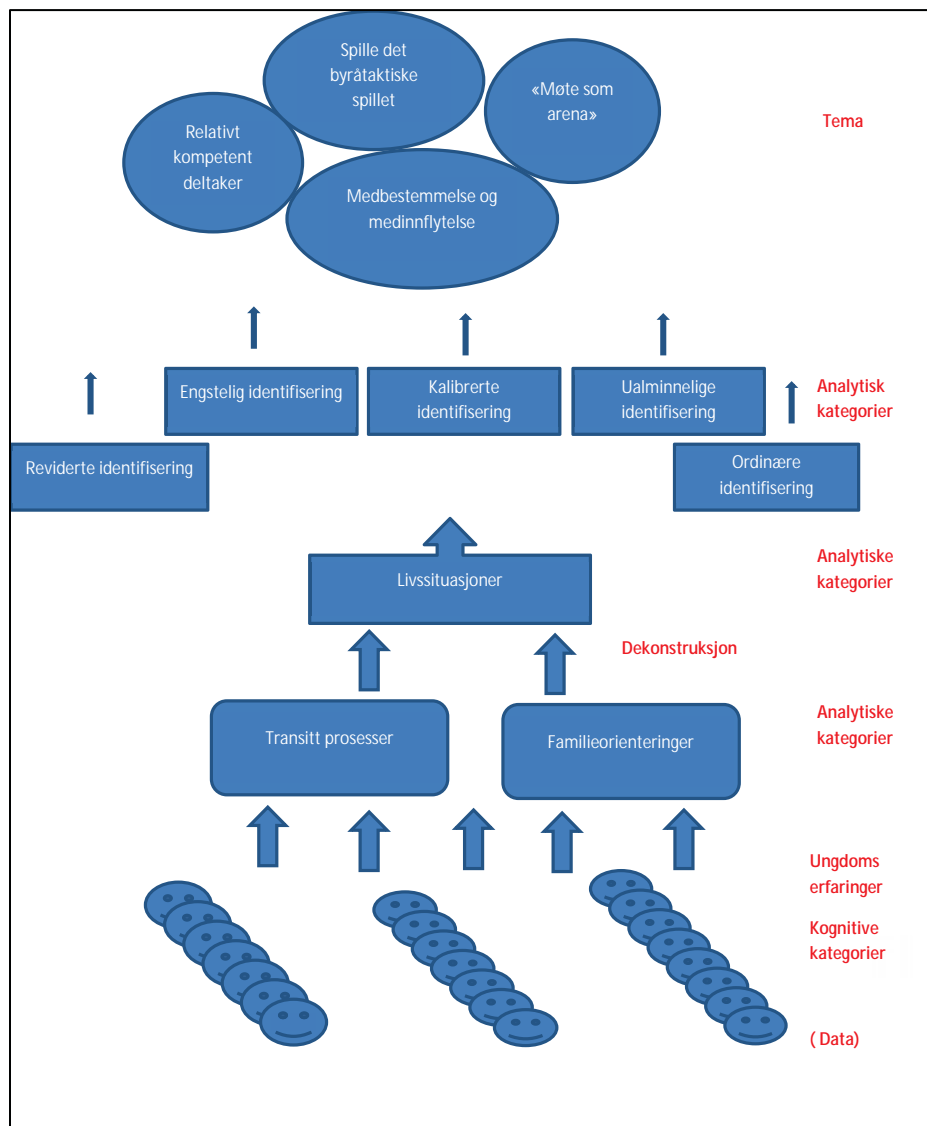 Spille det
byråtaktiske
spillet
«Møte som
arena»
Tema
Relativt
kompetent
deltaker
Medbestemmelse og
medinnflytelse
Engstelig identifisering
Kalibrerte
identifisering
Ualminnelige
identifisering
Analytisk
kategorier
Reviderte identifisering
Ordinære
identifisering
Livssituasjoner
Analytiske
kategorier
Dekonstruksjon
Transitt prosesser
Familieorienteringer
Analytiske
kategorier
Ungdoms
erfaringer
Kognitive
kategorier
( Data)